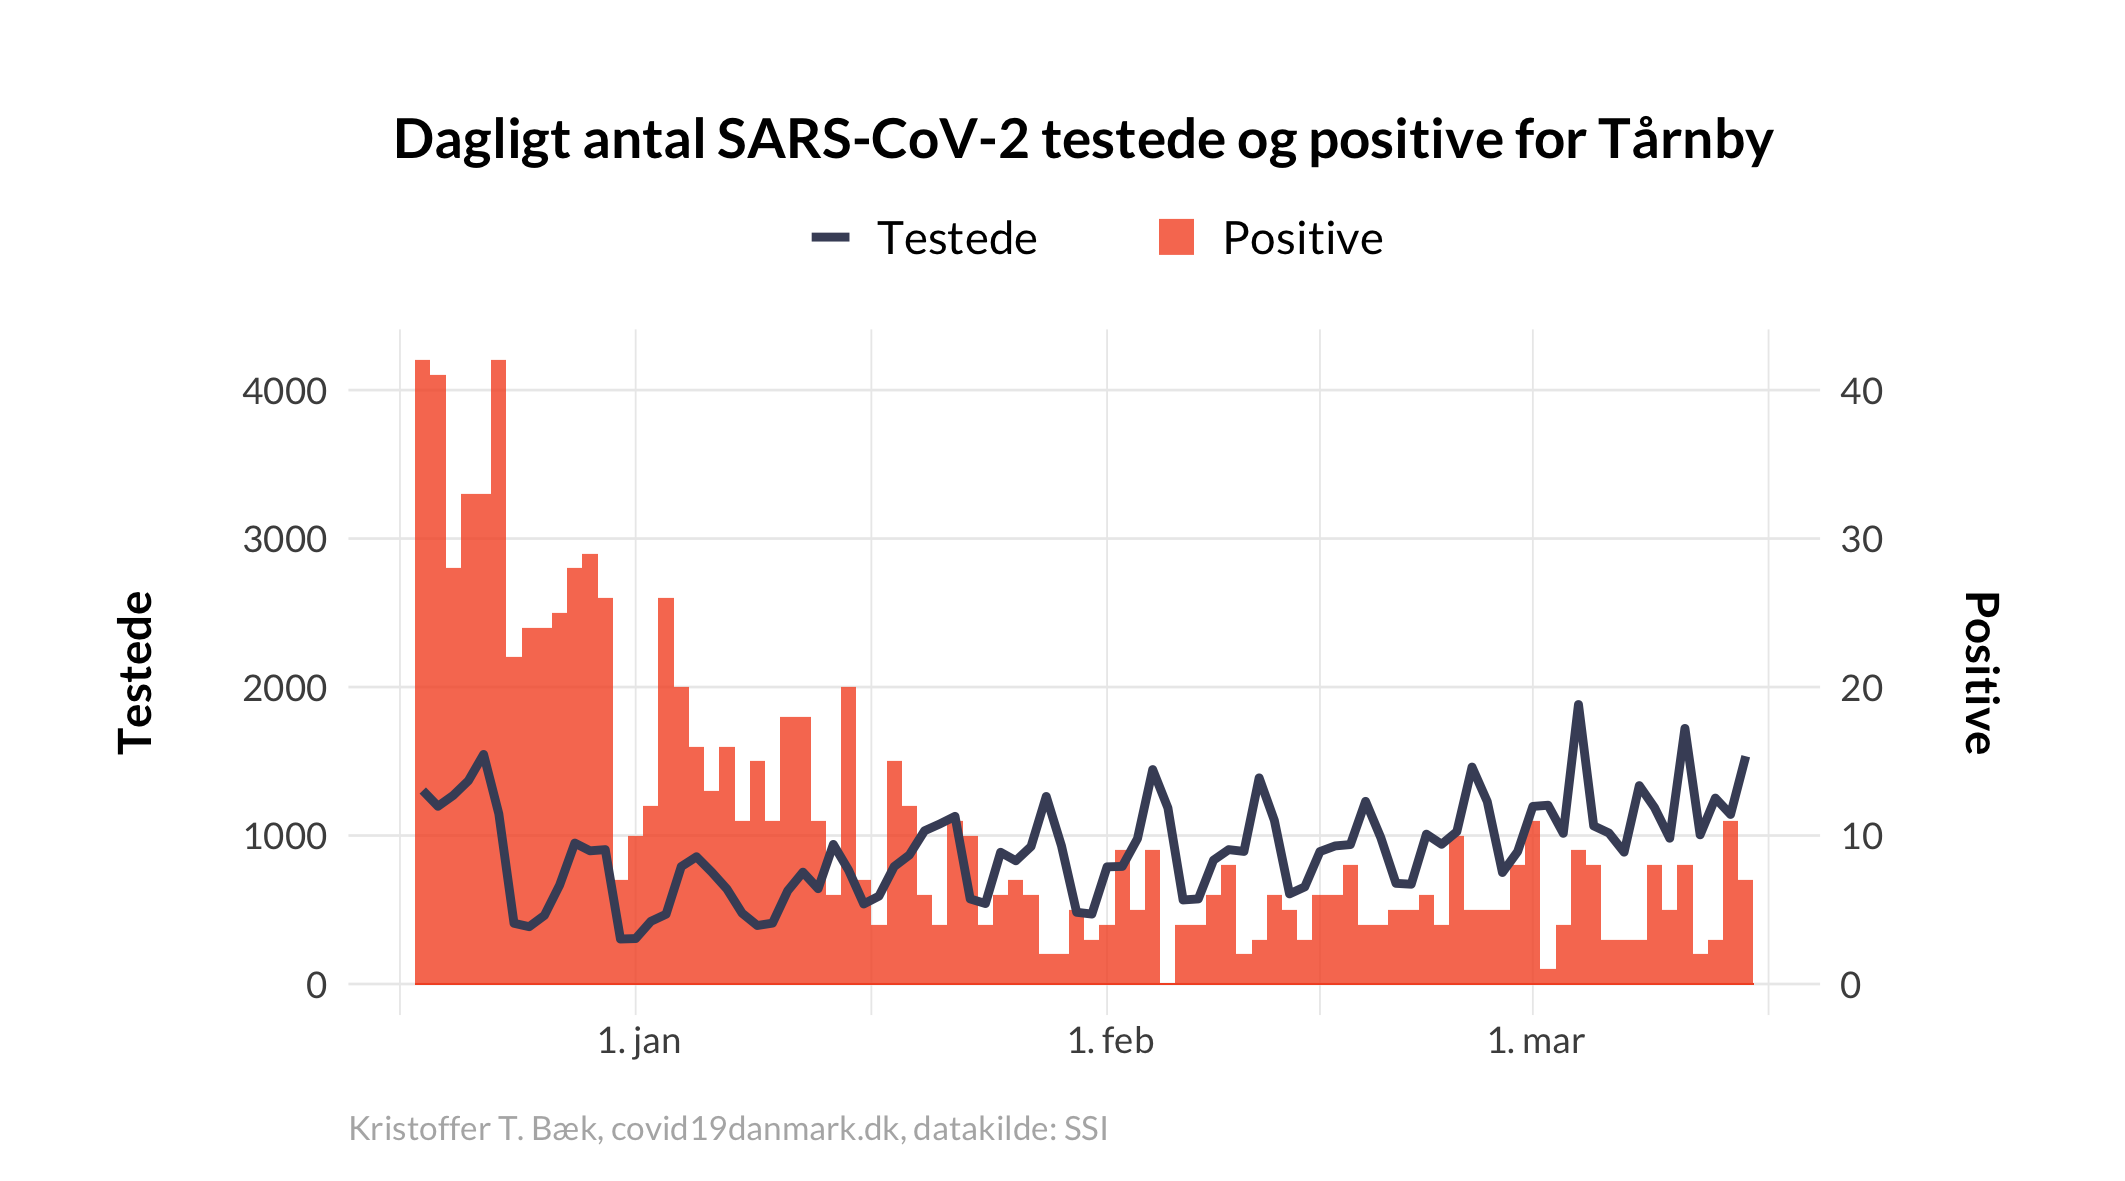 Dagligt antal SARS-CoV-2 testede og positive for Tårnby
Testede Positive
4000 40
3000 30
2000 20
1000 10
0 0
Testede
Positive
1. jan 1. feb 1. mar
Kristoffer T. Bæk, covid19danmark.dk, datakilde: SSI